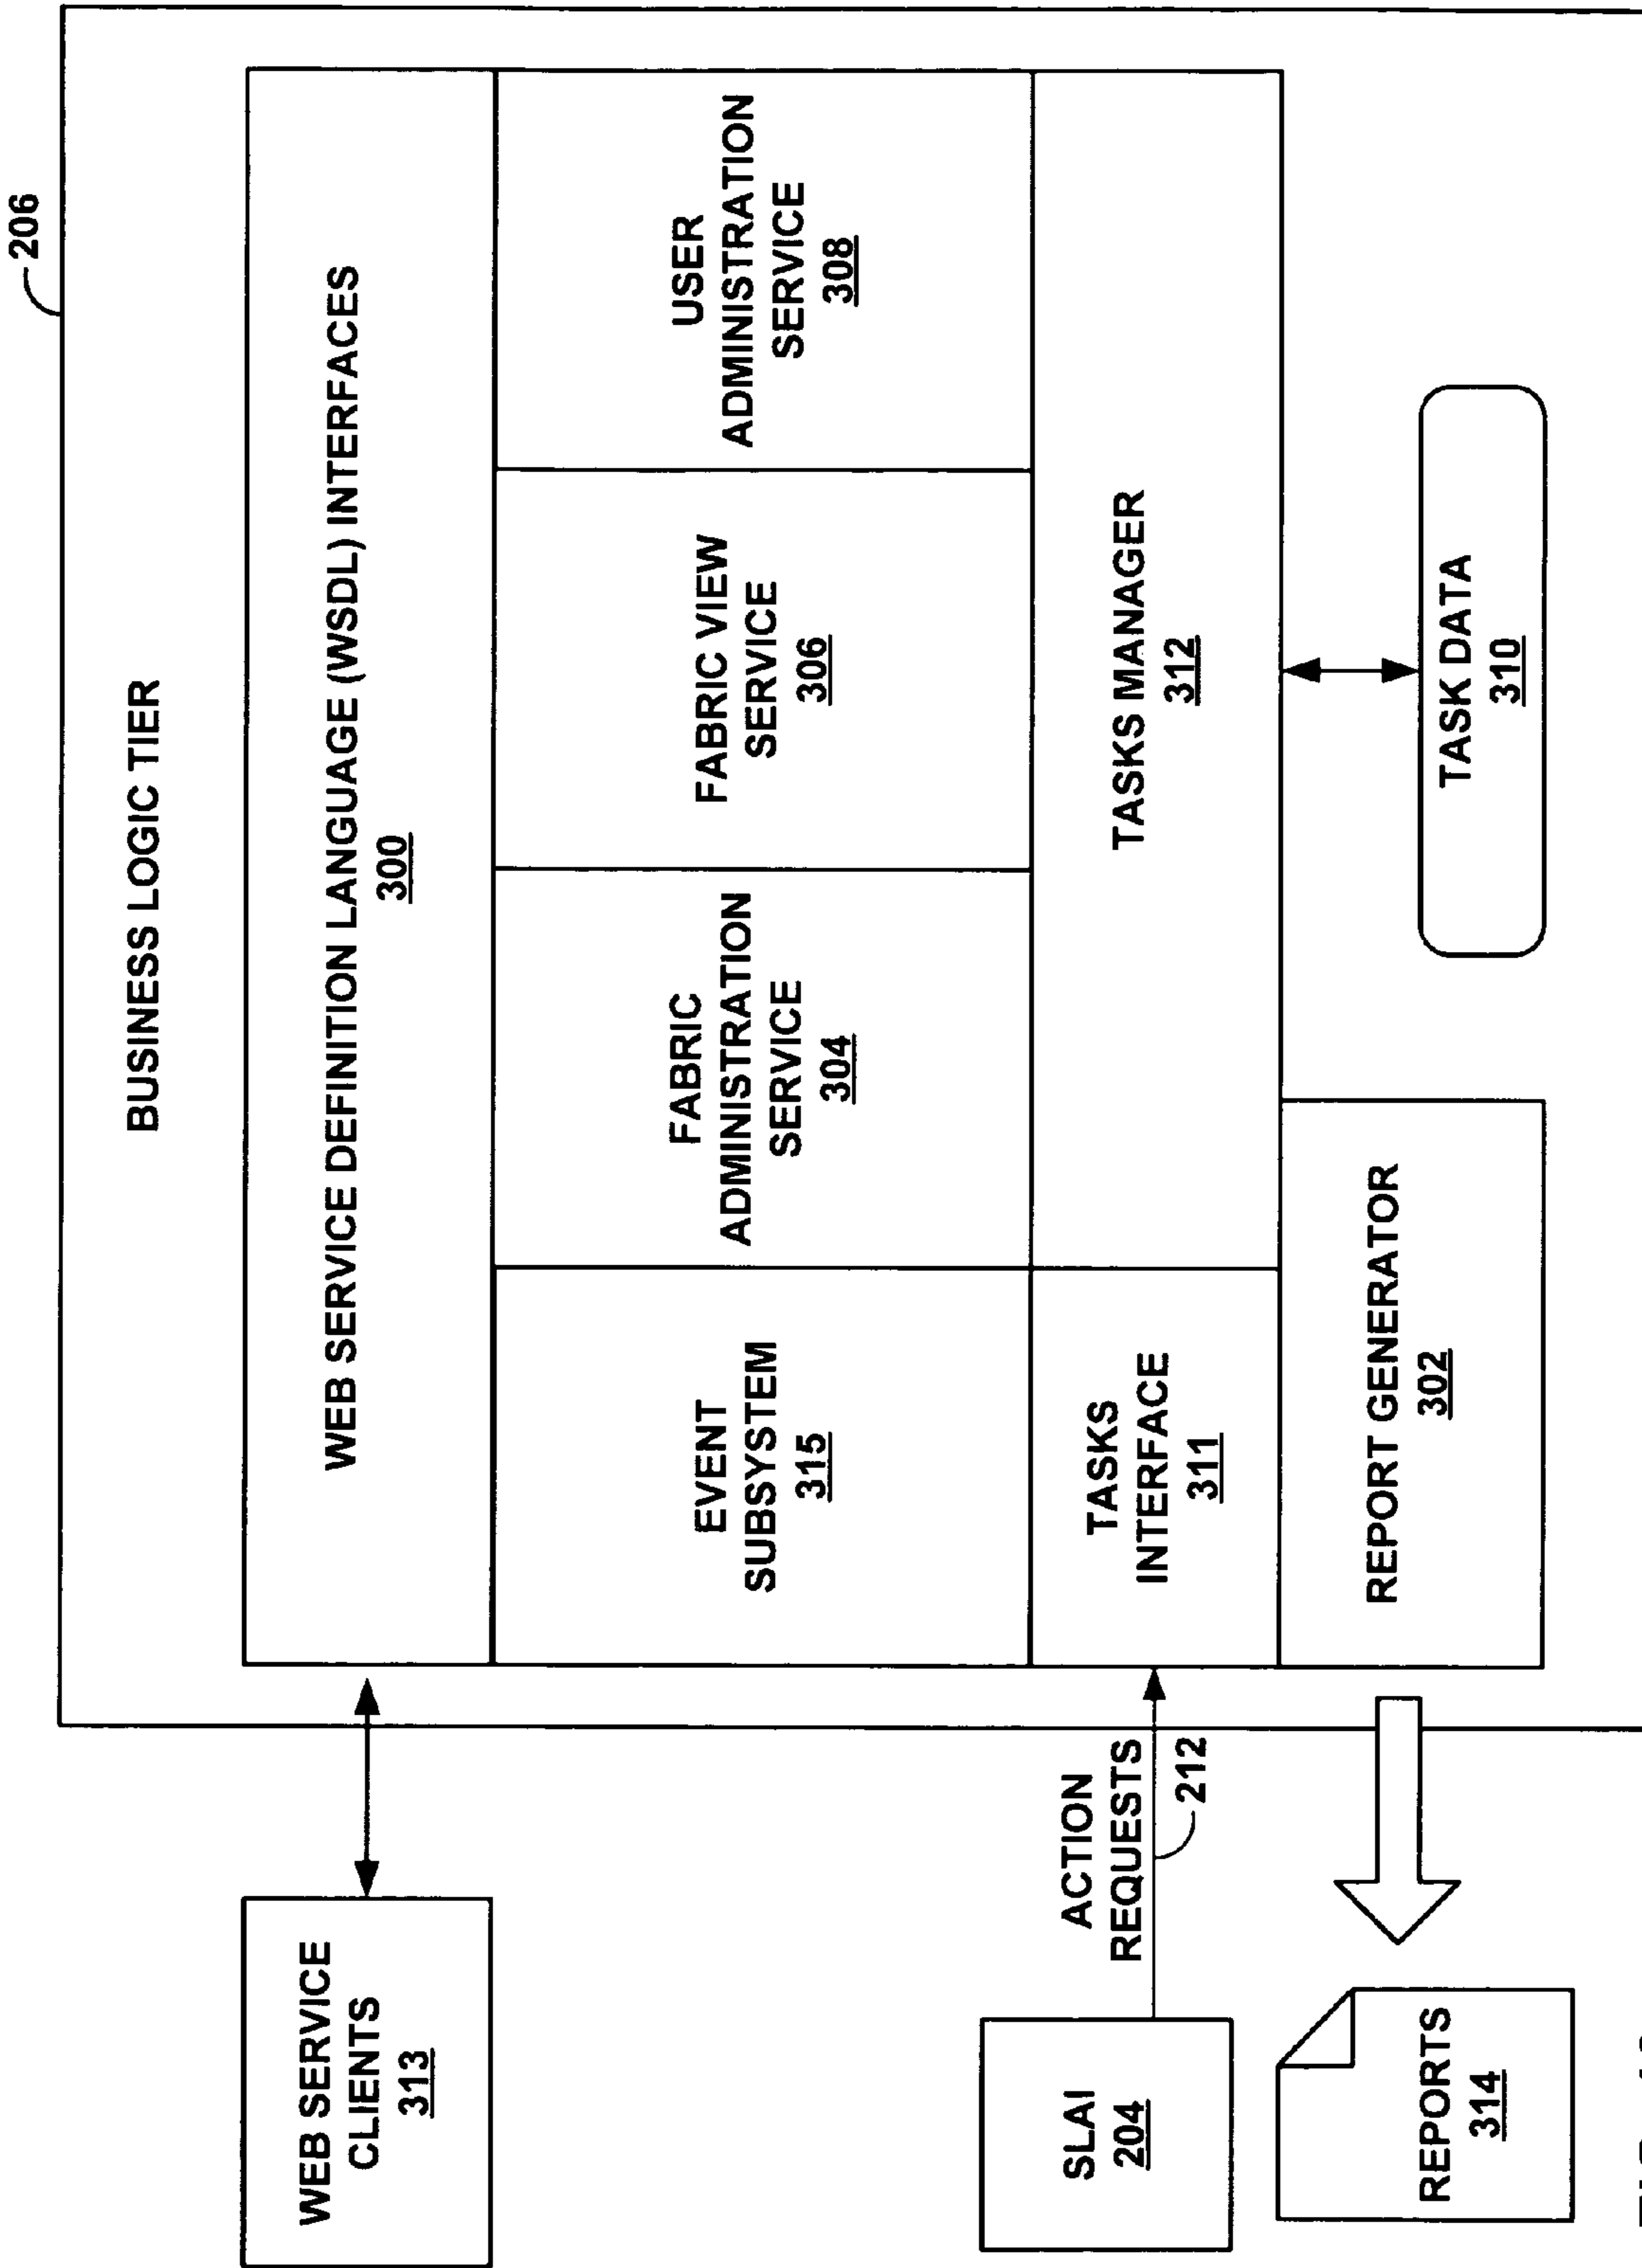 206
BUSINESS LOGIC TIER
WEB SERVICE DEFINITION LANGUAGE (WSDL) INTERFACES
300
WEB SERVICE
CLIENTS
313
EVENT
SUBSYSTEM
315
FABRIC
ADMINISTRATION
SERVICE
304
FABRIC VIEW
SERVICE
306
USER
ADMINISTRATION
SERVICE
308
SLAI
204
ACTION
REQUESTS
212
TASKS
INTERFACE
311
TASKS MANAGER
312
REPORTS
314
REPORT GENERATOR
302
TASK DATA
310